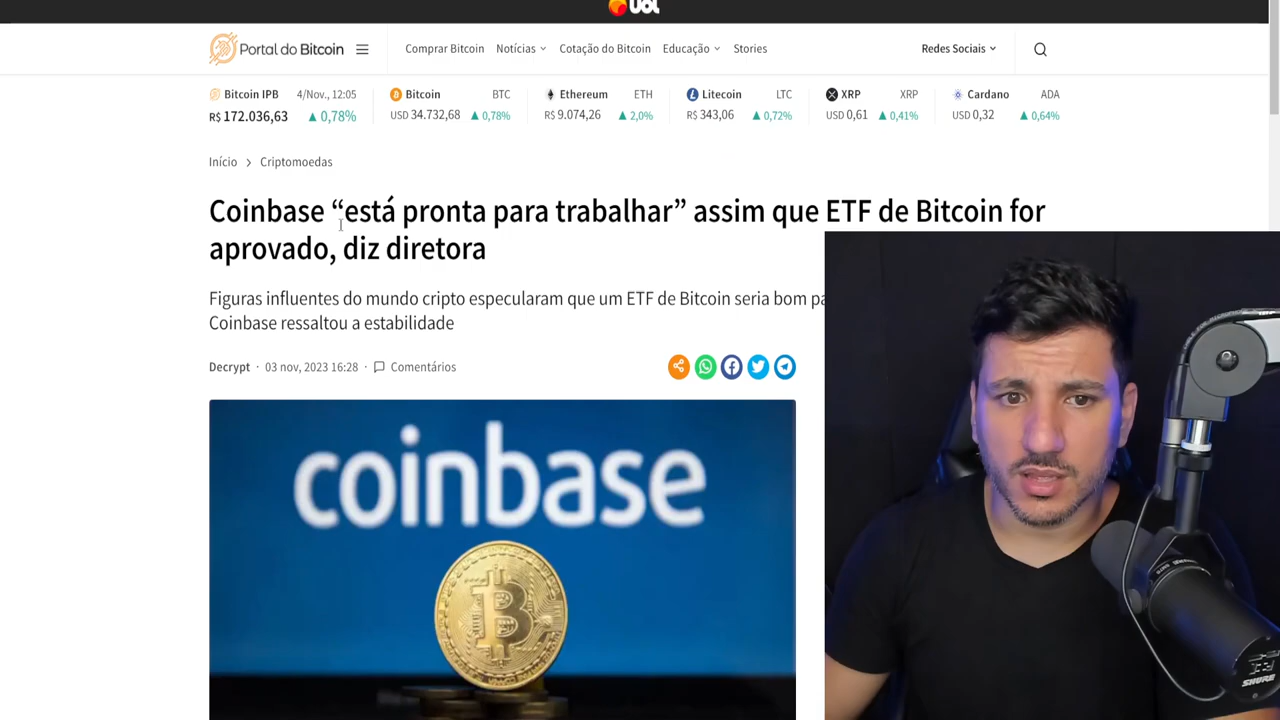 UOL
Portal do Bitcoin
Comprar Bitcoin Notícias Cotação do Bitcoin Educação Stories Redes Sociais
Bitcoin IPB 4/Nov., 12:05 Bitcoin BTC Ethereum ETH Litecoin LTC XRP XRP Cardano ADA
R$ 172.036,63 ▲ 0,78% USD 34.732,68 ▲ 0,78% R$ 9.074,26 ▲ 2,0% R$ 343,06 ▲ 0,72% USD 0,61 ▲ 0,41% USD 0,32 ▲ 0,64%
Início > Criptomoedas
Coinbase “está pronta para trabalhar” assim que ETF de Bitcoin for
aprovado, diz diretora
Figuras influentes do mundo cripto especularam que um ETF de Bitcoin seria bom pa
Coinbase ressaltou a estabilidade
Decrypt · 03 nov, 2023 16:28 · Comentários
coinbase
SHURE